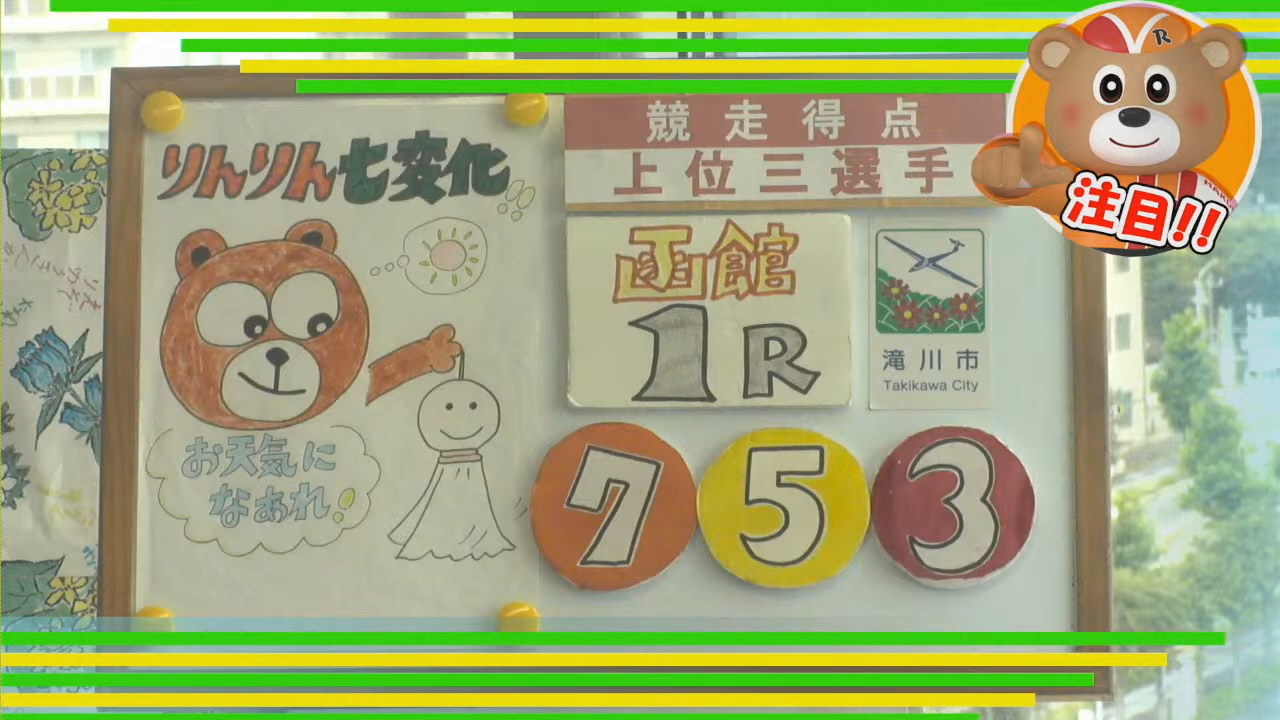 りんりん七変化
お天気に
なあれ!
競走得点
上位三選手
函館
1R
滝川市
Takikawa City
7 5 3
R
注目!!